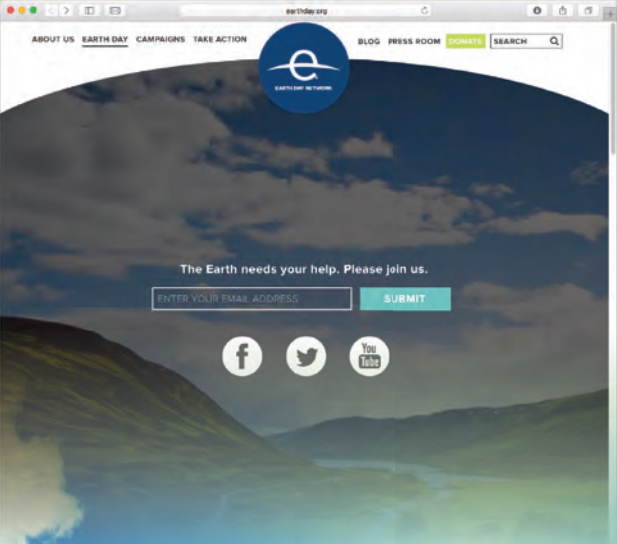 earthday.org
ABOUT US EARTH DAY CAMPAIGNS TAKE ACTION
BLOG PRESS ROOM DONATE SEARCH
e
EARTH DAY NETWORK
The Earth needs your help. Please join us.
ENTER YOUR EMAIL ADDRESS
SUBMIT
f
You
Tube